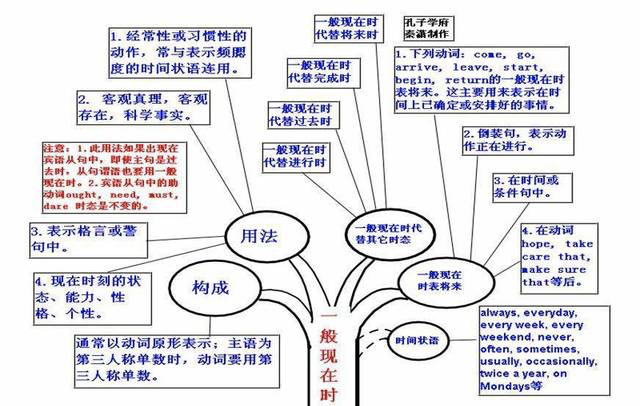 1. 经常性或习惯性的
动作，常与表示频腮
度的时间状语连用。
2. 客观真理，客观
存在，科学事实。
注意：1.此用法如果出现在
宾语从句中，即使主句是过
去时，从句谓语也要用一般
现在时。2.宾语从句中的助
动词ought, need, must,
dare 时态是不变的。
3. 表示格言或警
句中。
4. 现在时刻的状
态、能力、性
格、个性。
用法
构成
通常以动词原形表示；主语为
第三人称单数时，动词要用第
三人称单数。
一般现在时
代替将来时
一般现在时
代替完成时
一般现在时
代替过去时
一般现在时
代替进行时
一般现在时代
替其它时态
孔子学府
秦潇制作
1. 下列动词：come, go,
arrive, leave, start,
begin, return的一般现在时
表将来。这主要用来表示在时
间上已确定或安排好的事情。
2. 倒装句，表示动
作正在进行。
3. 在时间或
条件句中。
4. 在动词
hope, take
care that,
make sure
that等后。
一般现在
时表将来
时间状语
always, everyday,
every week, every
weekend, never,
often, sometimes,
usually, occasionally,
twice a year, on
Mondays等
一般现在时